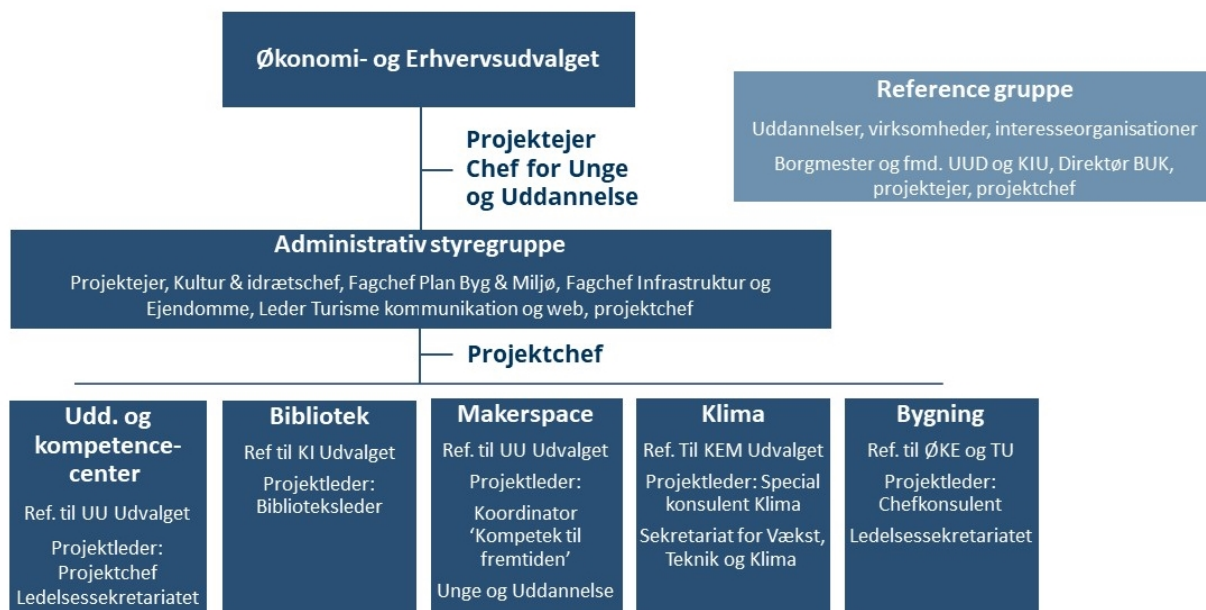 Økonomi- og Erhvervsudvalget
Reference gruppe
Uddannelser, virksomheder, interesseorganisationer
Borgmester og fmd. UUD og KIU, Direktør BUK,
projektejer, projektchef
Projektejer
Chef for Unge
og Uddannelse
Administrativ styregruppe
Projektejer, Kultur & idrætschef, Fagchef Plan Byg & Miljø, Fagchef Infrastruktur og
Ejendomme, Leder Turisme kommunikation og web, projektchef
Projektchef
Udd. og
kompetence-
center
Ref. til UU Udvalget
Projektleder:
Projektchef
Ledelsessekretariatet
Bibliotek
Ref til KI Udvalget
Projektleder:
Biblioteksleder
Makerspace
Ref. til UU Udvalget
Projektleder:
Koordinator
‘Kompetek til
fremtiden’
Unge og Uddannelse
Klima
Ref. Til KEM Udvalget
Projektleder: Special
konsulent Klima
Sekretariat for Vækst,
Teknik og Klima
Bygning
Ref. til ØKE og TU
Projektleder:
Chefkonsulent
Ledelsessekretariatet